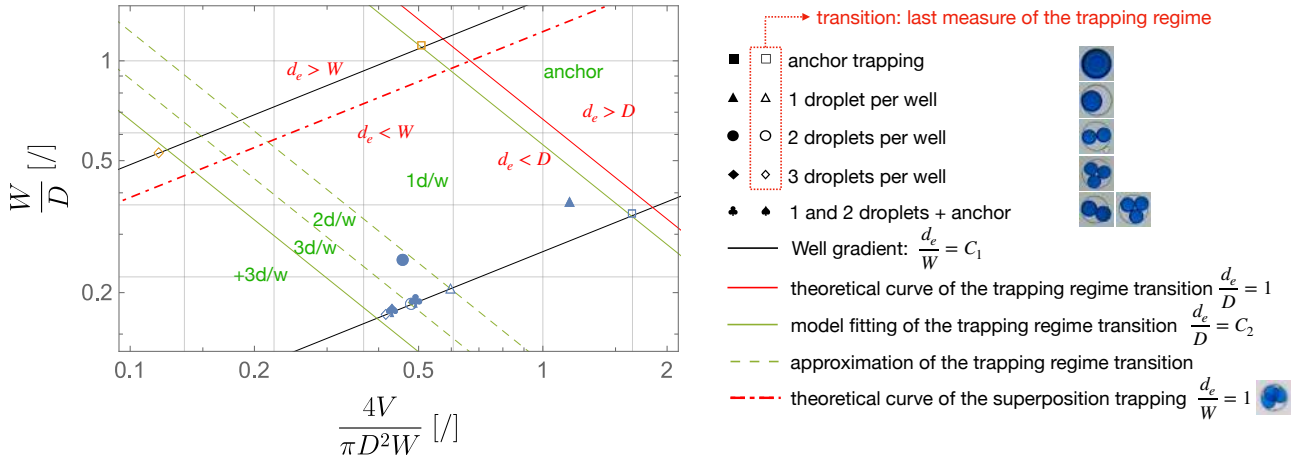 transition: last measure of the trapping regime
anchor trapping
1 droplet per well
2 droplets per well
3 droplets per well
1 and 2 droplets + anchor
Well gradient: d_e/W = C_1
theoretical curve of the trapping regime transition d_e/D = 1
model fitting of the trapping regime transition d_e/D = C_2
approximation of the trapping regime transition
theoretical curve of the superposition trapping d_e/W = 1
W/D [/]
1
0.5
0.2
d_e > W
anchor
d_e > D
d_e < W
d_e < D
1d/w
2d/w
3d/w
+3d/w
0.1
0.2
0.5
1
2
4V/πD²W [/]